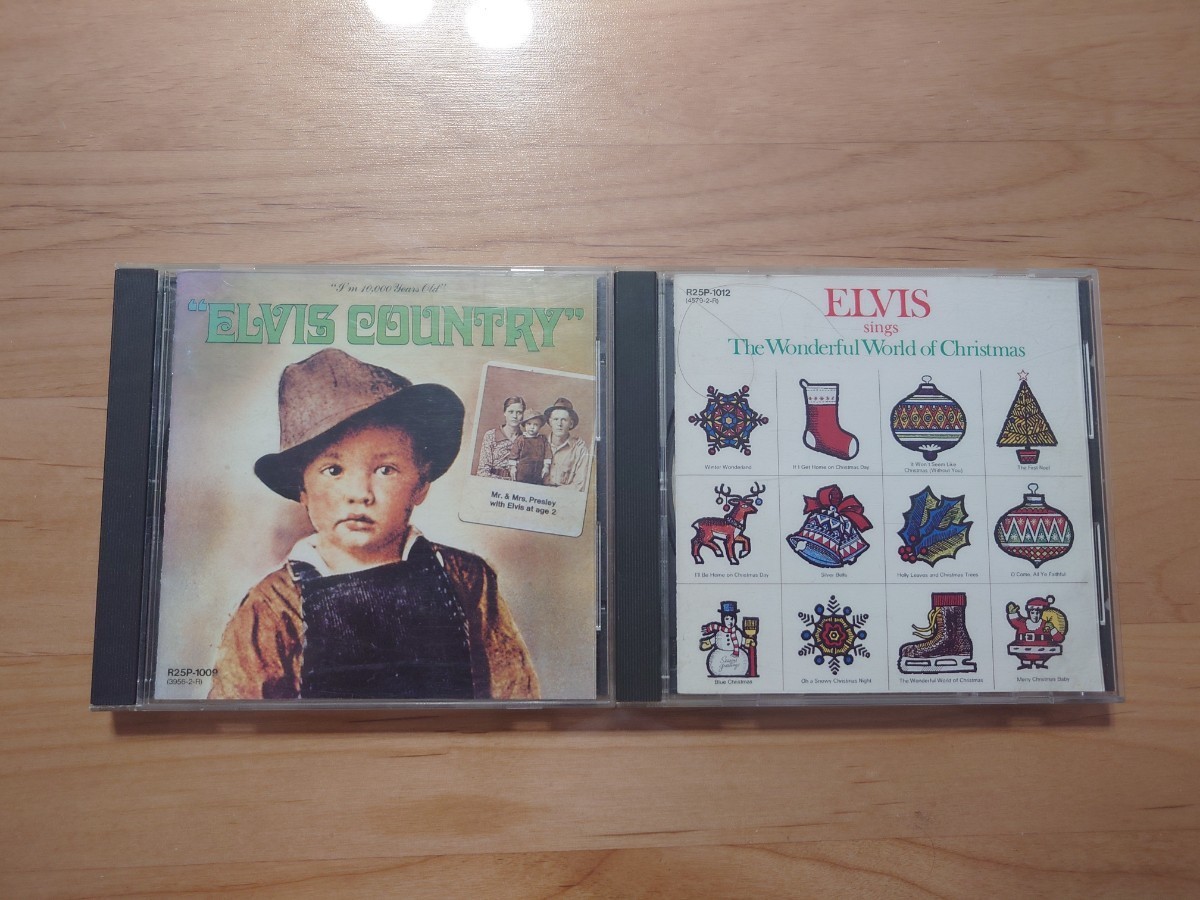 "I'm 10,000 Years Old"
"ELVIS COUNTRY"
Mr. & Mrs. Presley
with Elvis at age 2
R25P-1009
(3956-2-R)
R25P-1012
(4579-2-R)
ELVIS
sings
The Wonderful World of Christmas
Winter Wonderland
If I Get Home on Christmas Day
It Won't Seem Like
Christmas (Without You)
The First Noel
I'll Be Home on Christmas Day
Silver Bells
Holly Leaves and Christmas Trees
O Come, All Ye Faithful
Season's
Greetings
Blue Christmas
On a Snowy Christmas Night
The Wonderful World of Christmas
Merry Christmas Baby